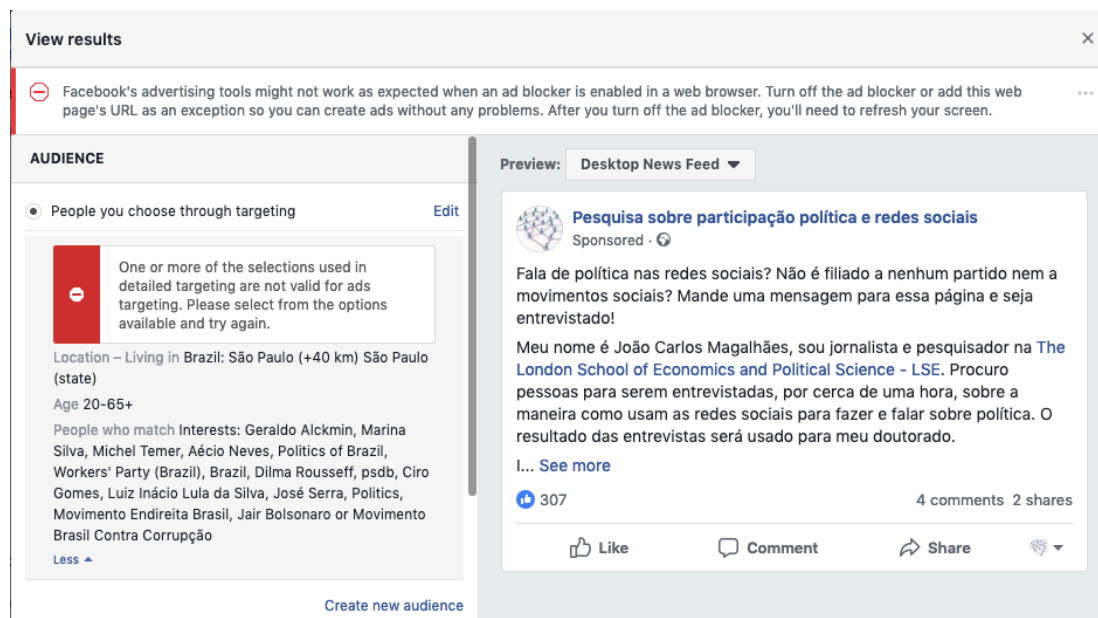 View results
Facebook's advertising tools might not work as expected when an ad blocker is enabled in a web browser. Turn off the ad blocker or add this web
page's URL as an exception so you can create ads without any problems. After you turn off the ad blocker, you'll need to refresh your screen.
AUDIENCE
People you choose through targeting Edit
One or more of the selections used in
detailed targeting are not valid for ads
targeting. Please select from the options
available and try again.
Location – Living in Brazil: São Paulo (+40 km) São Paulo
(state)
Age 20-65+
People who match Interests: Geraldo Alckmin, Marina
Silva, Michel Temer, Aécio Neves, Politics of Brazil,
Workers' Party (Brazil), Brazil, Dilma Rousseff, psdb, Ciro
Gomes, Luiz Inácio Lula da Silva, José Serra, Politics,
Movimento Endireita Brasil, Jair Bolsonaro or Movimento
Brasil Contra Corrupção
Less
Create new audience
Preview: Desktop News Feed
Pesquisa sobre participação política e redes sociais
Sponsored ·
Fala de política nas redes sociais? Não é filiado a nenhum partido nem a
movimentos sociais? Mande uma mensagem para essa página e seja
entrevistado!
Meu nome é João Carlos Magalhães, sou jornalista e pesquisador na The
London School of Economics and Political Science - LSE. Procuro
pessoas para serem entrevistadas, por cerca de uma hora, sobre a
maneira como usam as redes sociais para fazer e falar sobre política. O
resultado das entrevistas será usado para meu doutorado.
I... See more
307 4 comments 2 shares
Like Comment Share